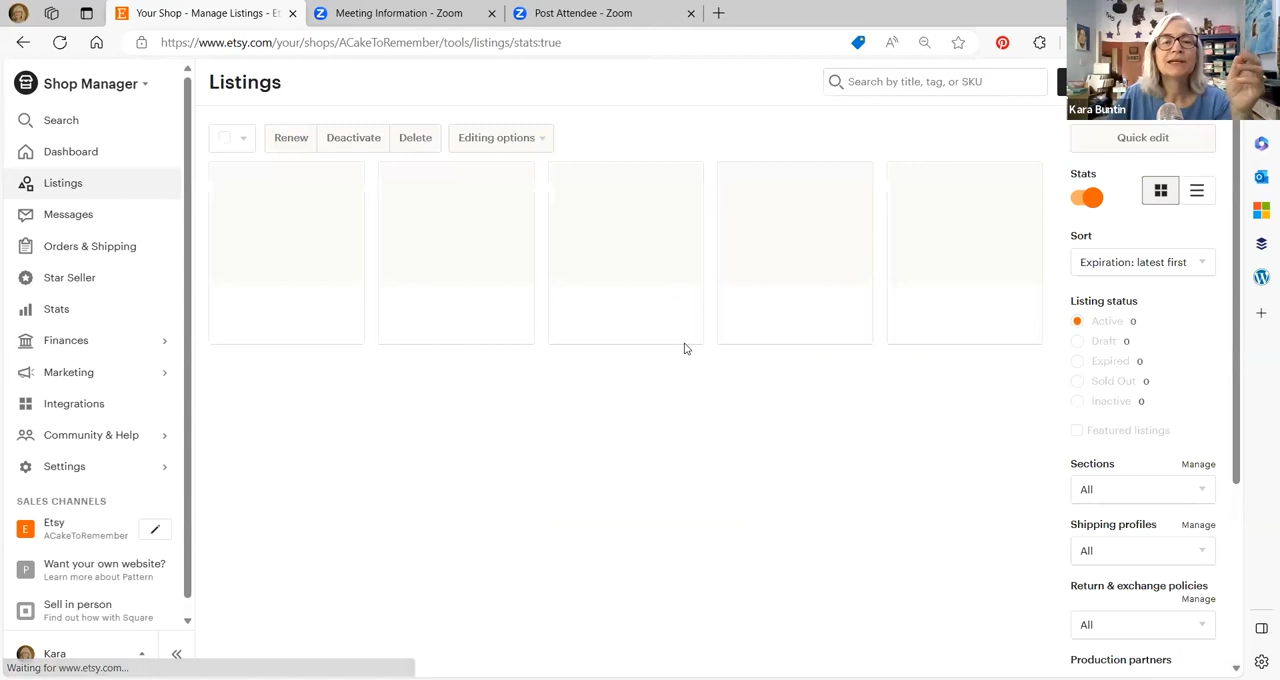 Your Shop - Manage Listings - Et
Meeting Information - Zoom
Post Attendee - Zoom
https://www.etsy.com/your/shops/ACakeToRemember/tools/listings/stats:true
Kara Buntin
Shop Manager
Search
Dashboard
Listings
Messages
Orders & Shipping
Star Seller
Stats
Finances
Marketing
Integrations
Community & Help
Settings
SALES CHANNELS
E
Etsy
ACakeToRemember
P
Want your own website?
Learn more about Pattern
Sell in person
Find out how with Square
Kara
Waiting for www.etsy.com...
Listings
Search by title, tag, or SKU
Renew
Deactivate
Delete
Editing options
Quick edit
Stats
Sort
Expiration: latest first
Listing status
Active 0
Draft 0
Expired 0
Sold Out 0
Inactive 0
Featured listings
Sections Manage
All
Shipping profiles Manage
All
Return & exchange policies
Manage
All
Production partners